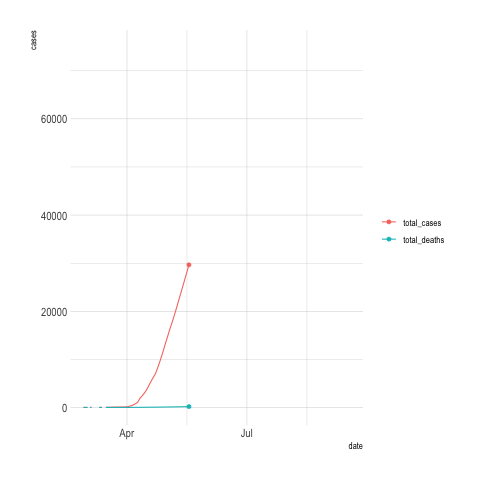 cases
60000
40000
20000
0
Apr
Jul
date
total_cases
total_deaths